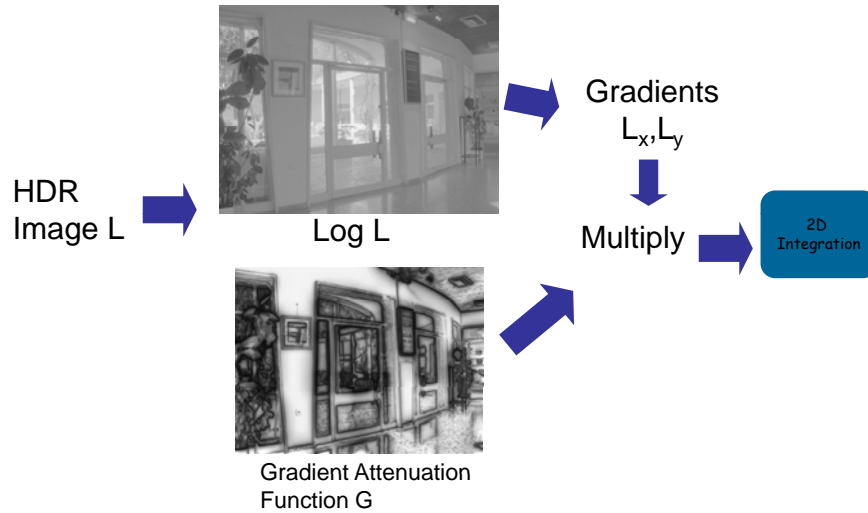 HDR
Image L
Log L
Gradients
Lx,Ly
Multiply
2D
Integration
Gradient Attenuation
Function G